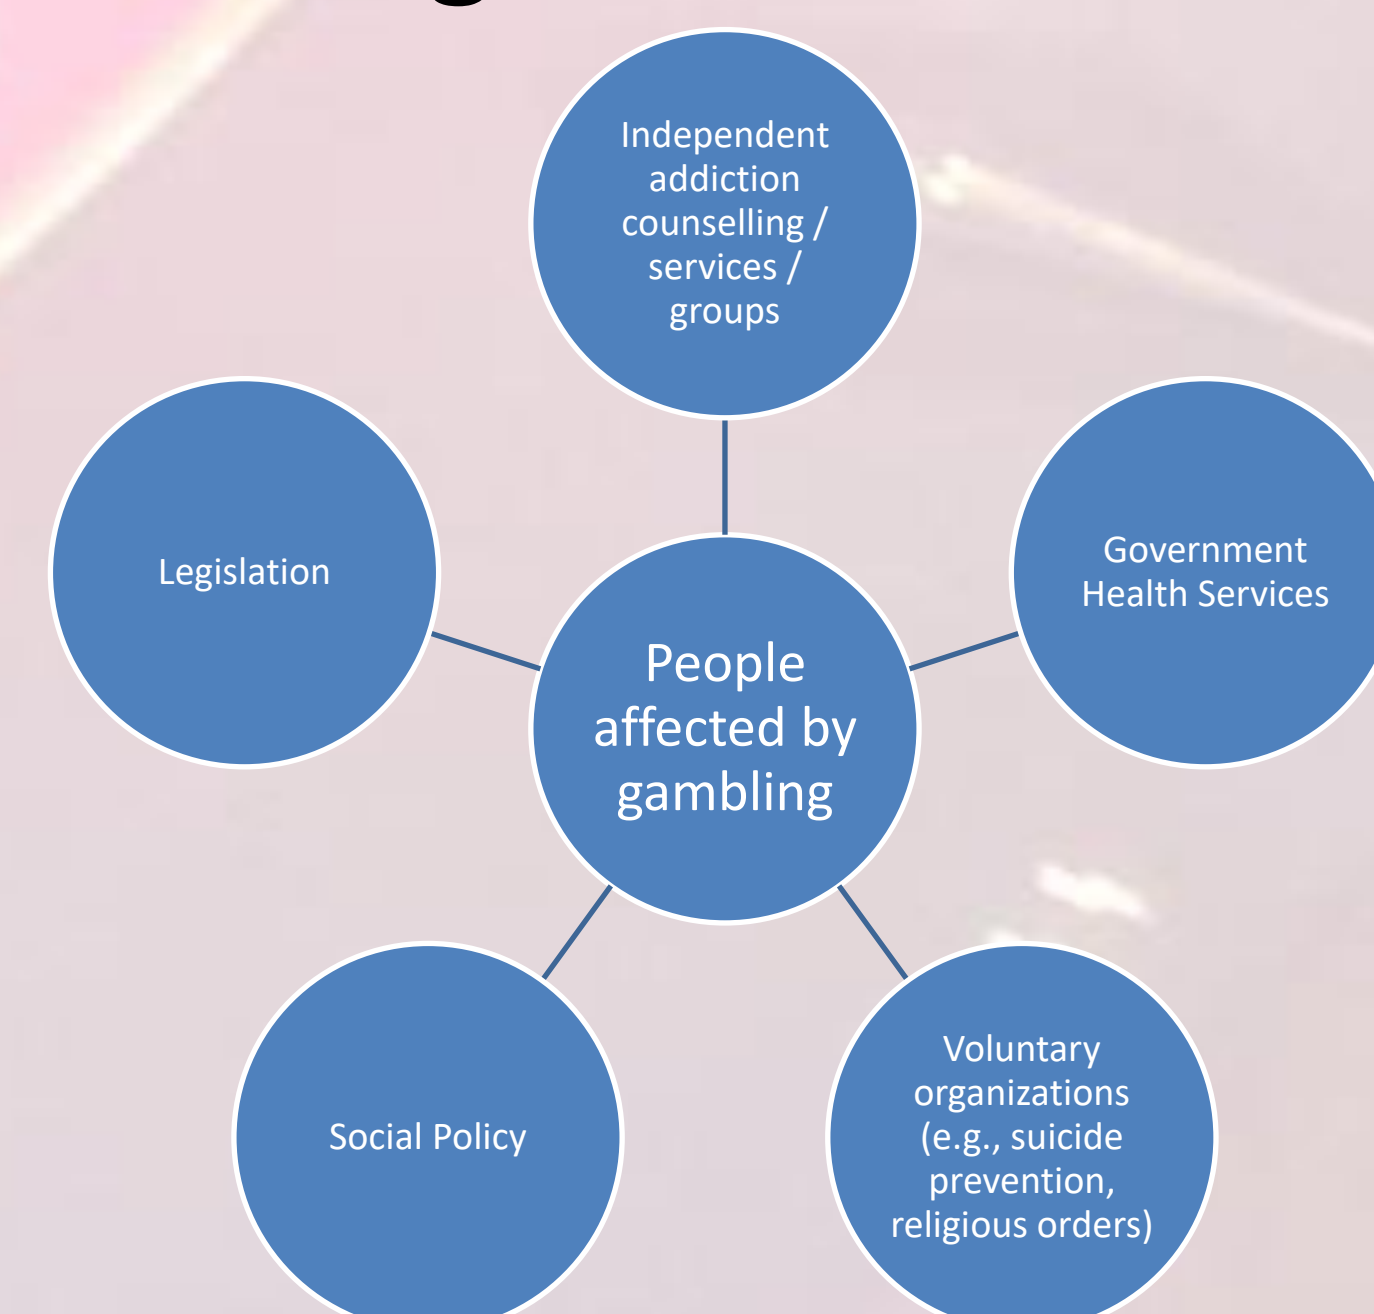 Independent
addiction
counselling /
services /
groups
Government
Health Services
Legislation
People
affected by
gambling
Social Policy
Voluntary
organizations
(e.g., suicide
prevention,
religious orders)